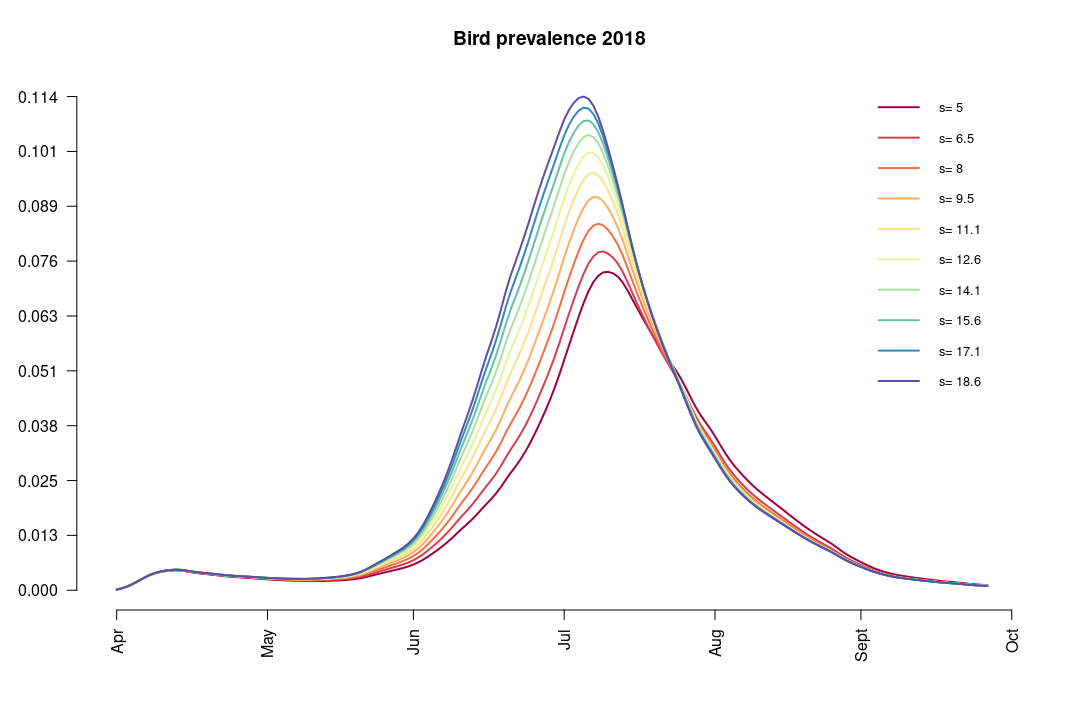 Bird prevalence 2018
0.114
0.101
0.089
0.076
0.063
0.051
0.038
0.025
0.013
0.000
s= 5
s= 6.5
s= 8
s= 9.5
s= 11.1
s= 12.6
s= 14.1
s= 15.6
s= 17.1
s= 18.6
Apr
May
Jun
Jul
Aug
Sept
Oct